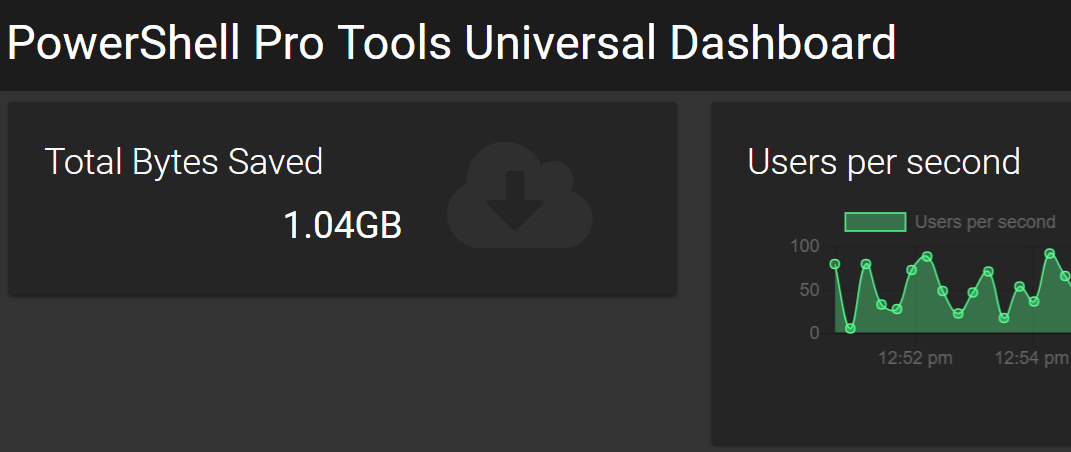 PowerShell Pro Tools Universal Dashboard
Total Bytes Saved
1.04GB
Users per second
Users per second
100
50
0
12:52 pm
12:54 pm